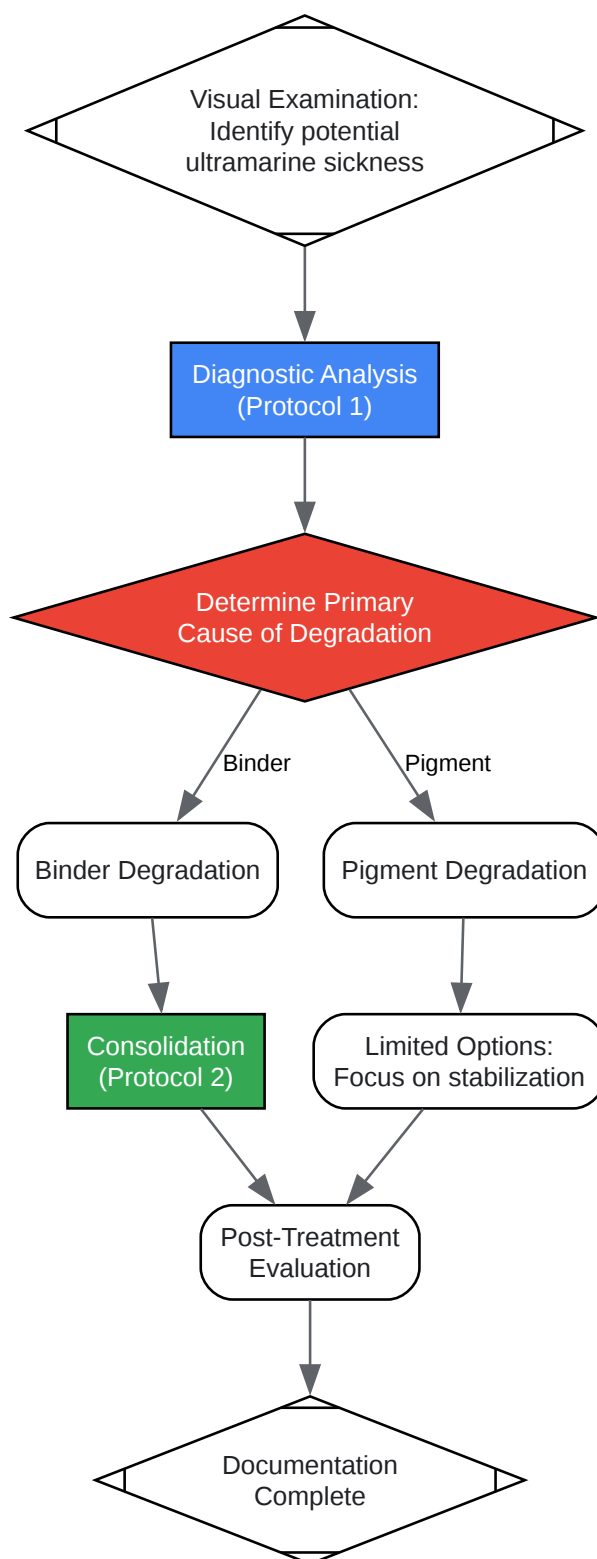 Visual Examination:
Identify potential
ultramarine sickness
Diagnostic Analysis
(Protocol 1)
Determine Primary
Cause of Degradation
Binder
Pigment
Binder Degradation
Pigment Degradation
Consolidation
(Protocol 2)
Limited Options:
Focus on stabilization
Post-Treatment
Evaluation
Documentation
Complete